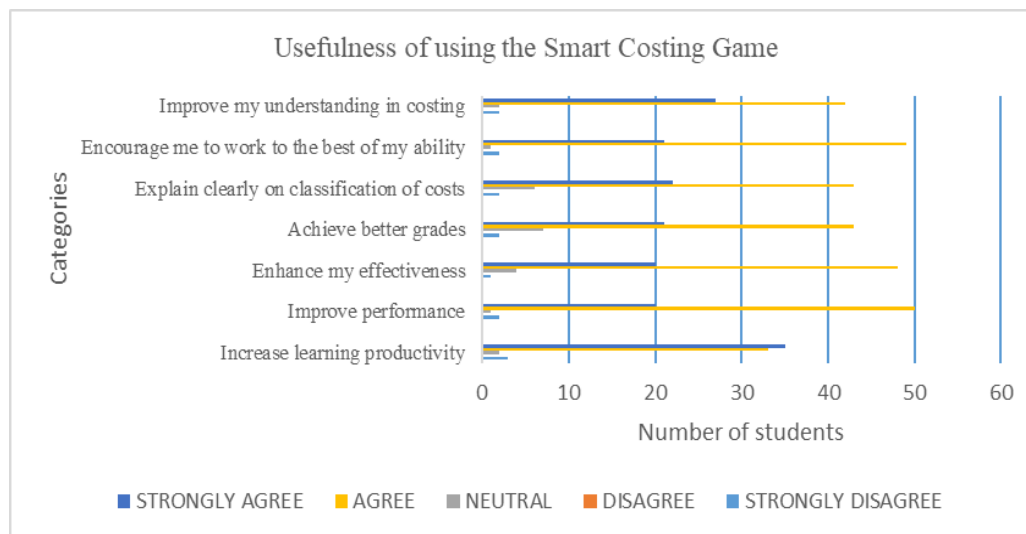 Usefulness of using the Smart Costing Game
Categories
Improve my understanding in costing
Encourage me to work to the best of my ability
Explain clearly on classification of costs
Achieve better grades
Enhance my effectiveness
Improve performance
Increase learning productivity
0 10 20 30 40 50 60
Number of students
STRONGLY AGREE AGREE NEUTRAL DISAGREE STRONGLY DISAGREE